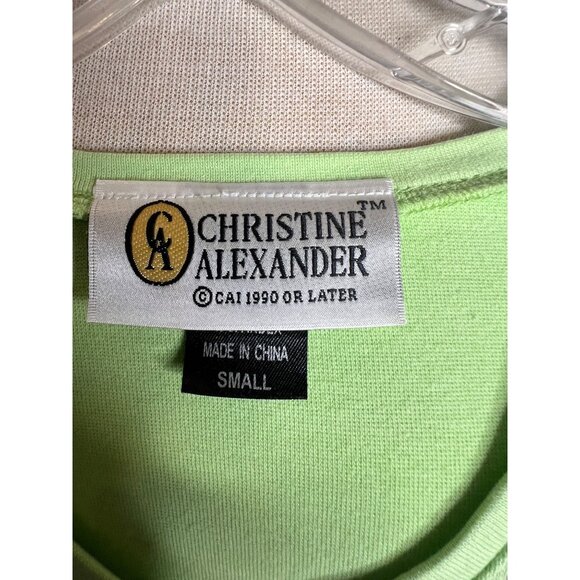 CA
CHRISTINE™
ALEXANDER
© CAI 1990 OR LATER
MADE IN CHINA
SMALL